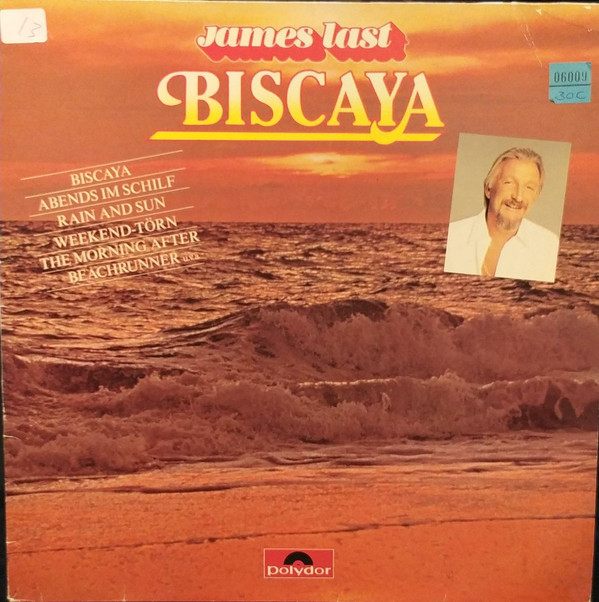 13
james last
BISCAYA
06009
30C
BISCAYA
ABENDS IM SCHILF
RAIN AND SUN
WEEKEND-TÖRN
THE MORNING AFTER
BEACHRUNNER u.v.a.
polydor